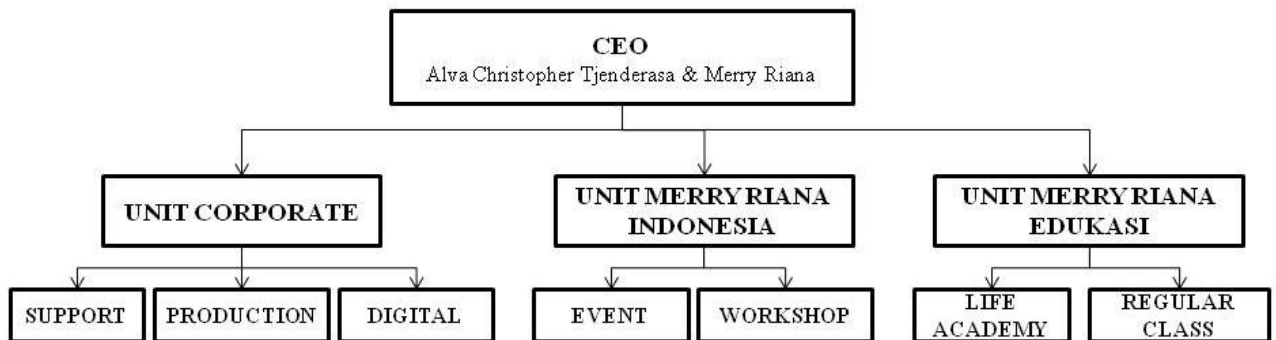 CEO
Alva Christopher Tjenderasa & Merry Riana
UNIT CORPORATE
UNIT MERRY RIANA
INDONESIA
UNIT MERRY RIANA
EDUKASI
SUPPORT
PRODUCTION
DIGITAL
EVENT
WORKSHOP
LIFE
ACADEMY
REGULAR
CLASS